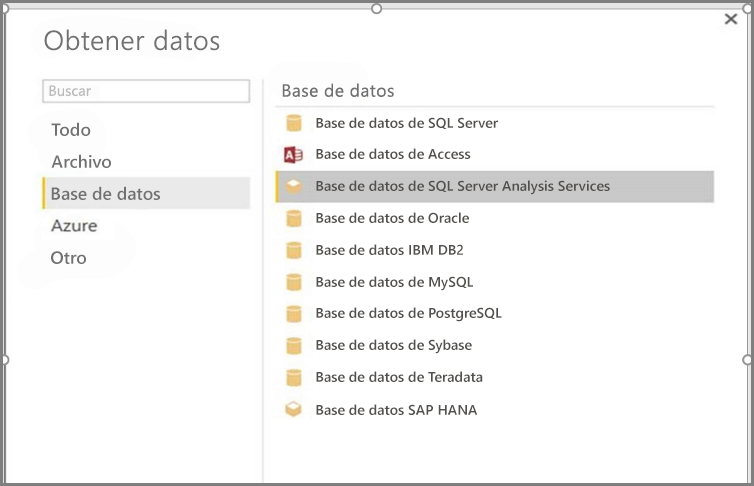 Obtener datos
Buscar
Todo
Archivo
Base de datos
Azure
Otro
Base de datos
Base de datos de SQL Server
Base de datos de Access
Base de datos de SQL Server Analysis Services
Base de datos de Oracle
Base de datos IBM DB2
Base de datos de MySQL
Base de datos de PostgreSQL
Base de datos de Sybase
Base de datos de Teradata
Base de datos SAP HANA